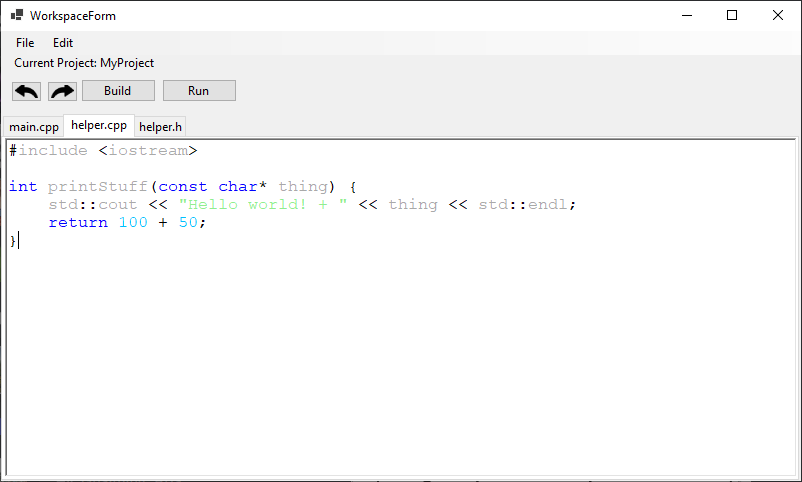 WorkspaceForm
File Edit
Current Project: MyProject
Build Run
main.cpp helper.cpp helper.h
#include <iostream>

int printStuff(const char* thing) {
    std::cout << "Hello world! + " << thing << std::endl;
    return 100 + 50;
}